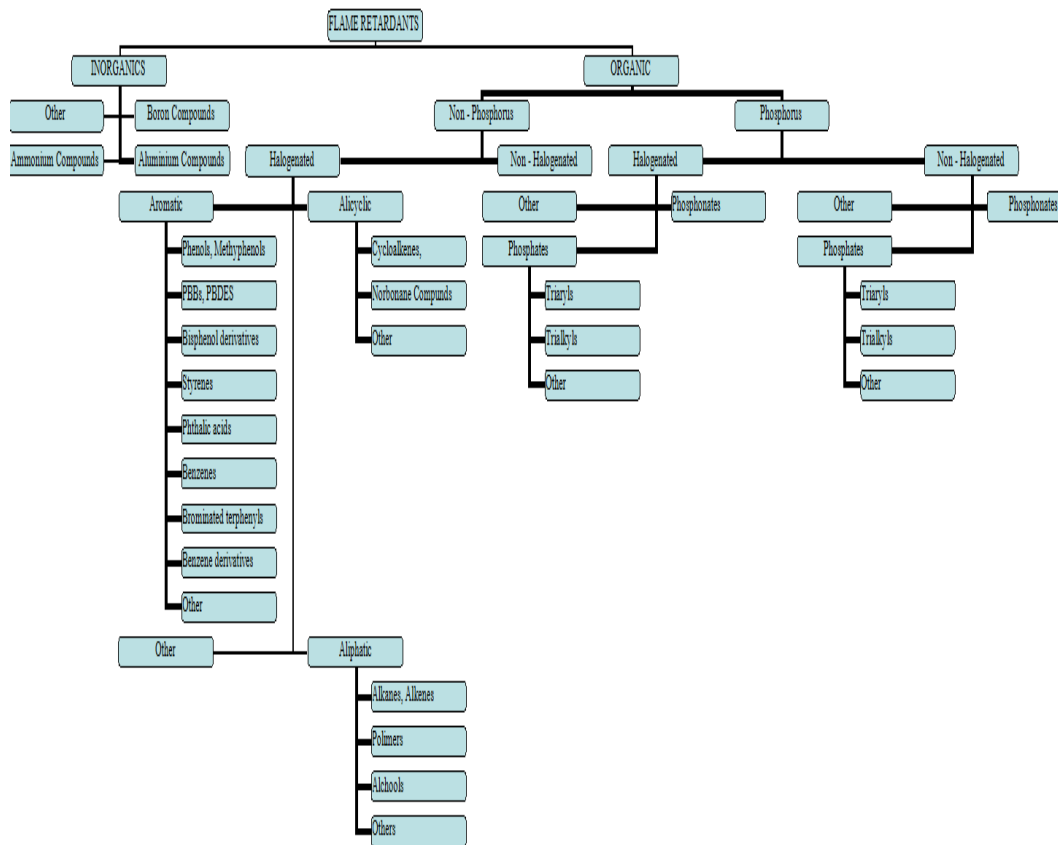 FLAME RETARDANTS
INORGANICS
ORGANIC
Other
Boron Compounds
Non - Phosphorus
Phosphorus
Ammonium Compounds
Aluminium Compounds
Halogenated
Non - Halogenated
Halogenated
Non - Halogenated
Aromatic
Alicyclic
Other
Phosphonates
Other
Phosphonates
Phenols, Methyphenols
Cycloalkenes,
Phosphates
Phosphates
PBBs, PBDES
Norbonane Compunds
Triaryls
Triaryls
Bisphenol derivatives
Other
Trialkyls
Trialkyls
Styrenes
Other
Other
Phthalic acids
Benzenes
Brominated terphenyls
Benzene derivatives
Other
Other
Aliphatic
Alkanes, Alkenes
Polimers
Alchools
Others